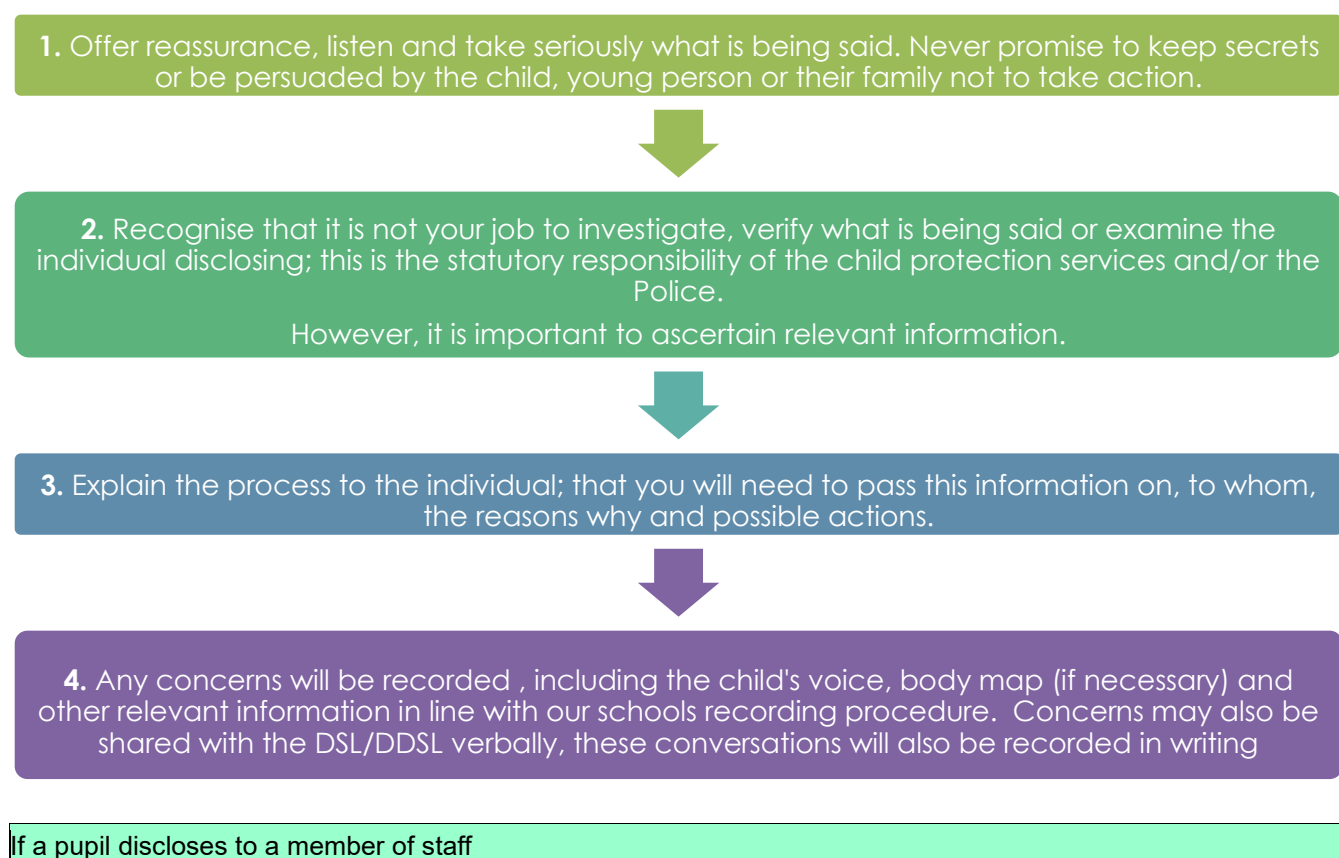 1. Offer reassurance, listen and take seriously what is being said. Never promise to keep secrets
or be persuaded by the child, young person or their family not to take action.
2. Recognise that it is not your job to investigate, verify what is being said or examine the
individual disclosing; this is the statutory responsibility of the child protection services and/or the
Police.
However, it is important to ascertain relevant information.
3. Explain the process to the individual; that you will need to pass this information on, to whom,
the reasons why and possible actions.
4. Any concerns will be recorded , including the child's voice, body map (if necessary) and
other relevant information in line with our schools recording procedure.  Concerns may also be
shared with the DSL/DDSL verbally, these conversations will also be recorded in writing
If a pupil discloses to a member of staff